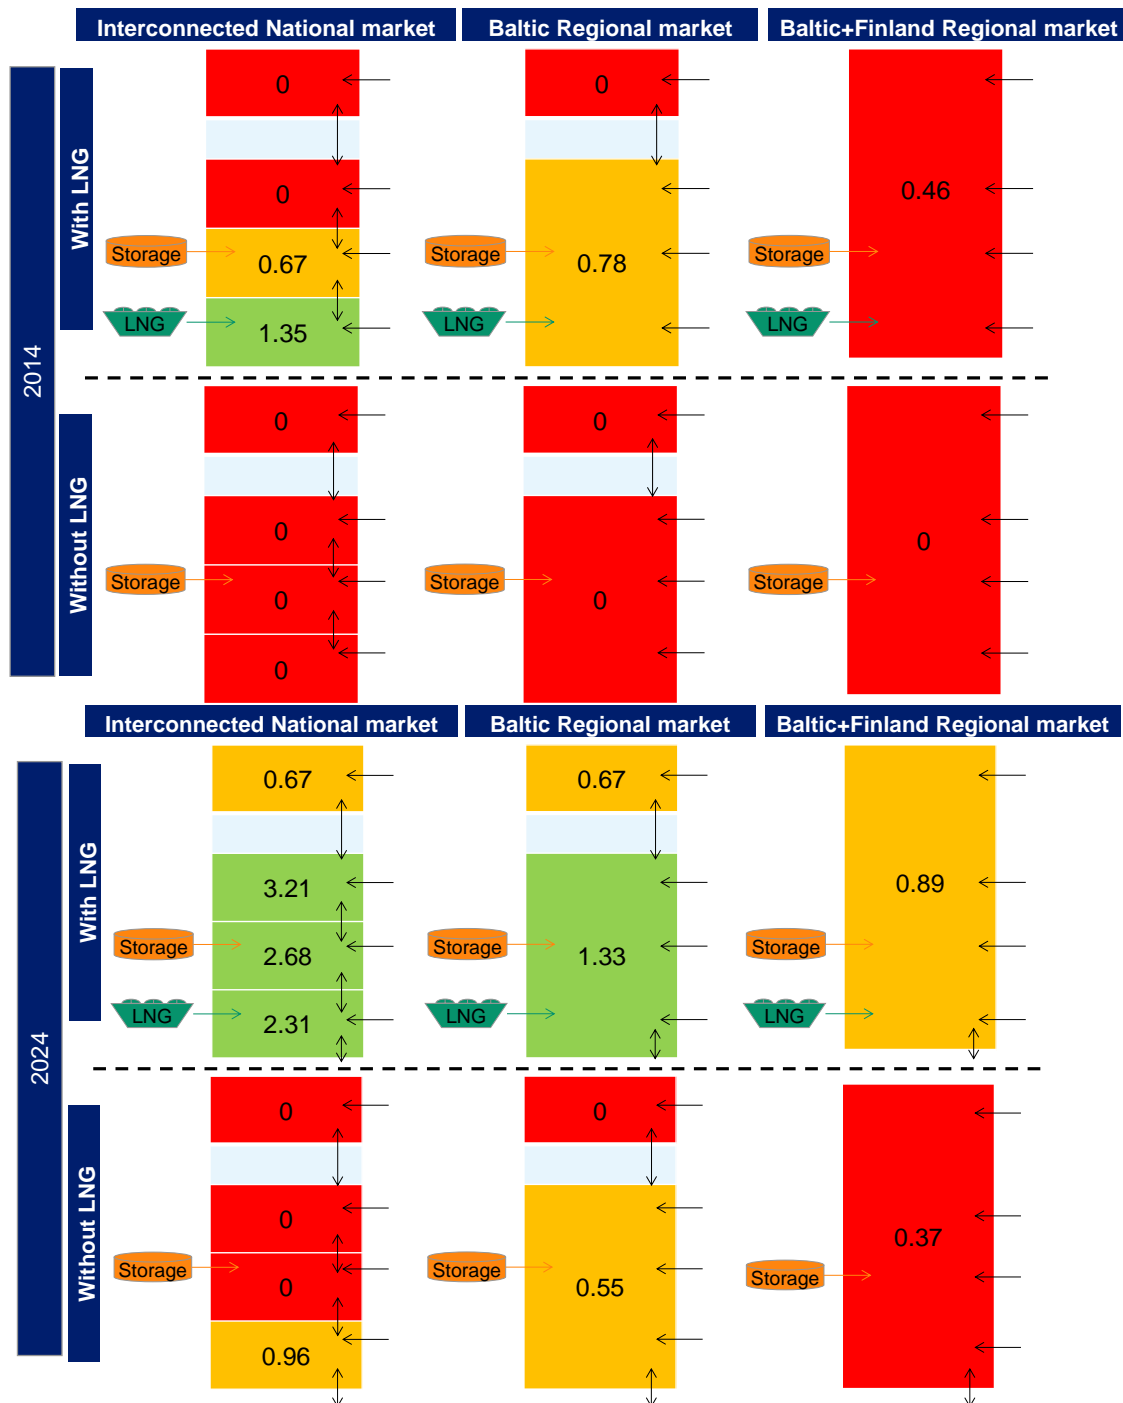 Interconnected National market
Baltic Regional market
Baltic+Finland Regional market
2014
With LNG
0
0
0.46
0
Storage
0.67
Storage
0.78
Storage
LNG
1.35
LNG
LNG
Without LNG
0
0
0
0
Storage
0
Storage
0
Storage
0
Interconnected National market
Baltic Regional market
Baltic+Finland Regional market
2024
With LNG
0.67
0.67
0.89
3.21
Storage
2.68
Storage
1.33
Storage
LNG
2.31
LNG
LNG
Without LNG
0
0
0.37
0
Storage
0
Storage
0.55
Storage
0.96